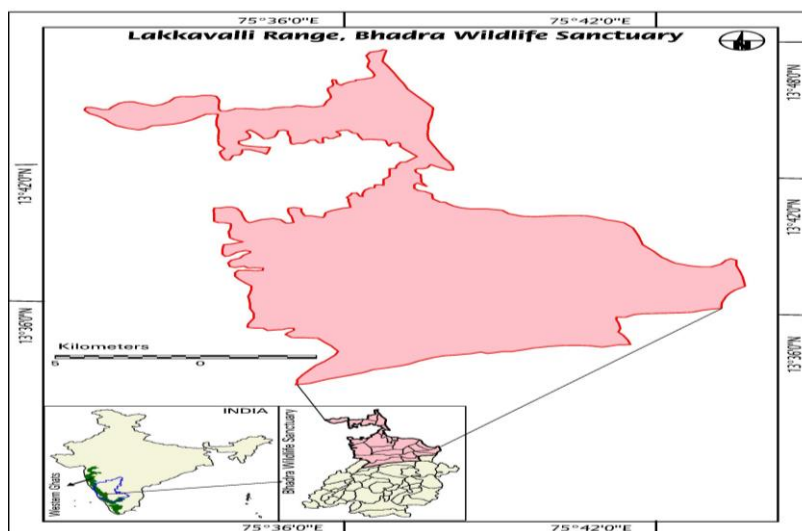 75°36'0"E 75°42'0"E
Lakkavalli Range, Bhadra Wildlife Sanctuary
13°48'0"N
13°42'0"N
13°42'0"N
13°36'0"N
13°36'0"N
Kilometers
5 0
INDIA
Western Ghats
Bhadra Wildlife Sanctuary
75°36'0"E 75°42'0"E